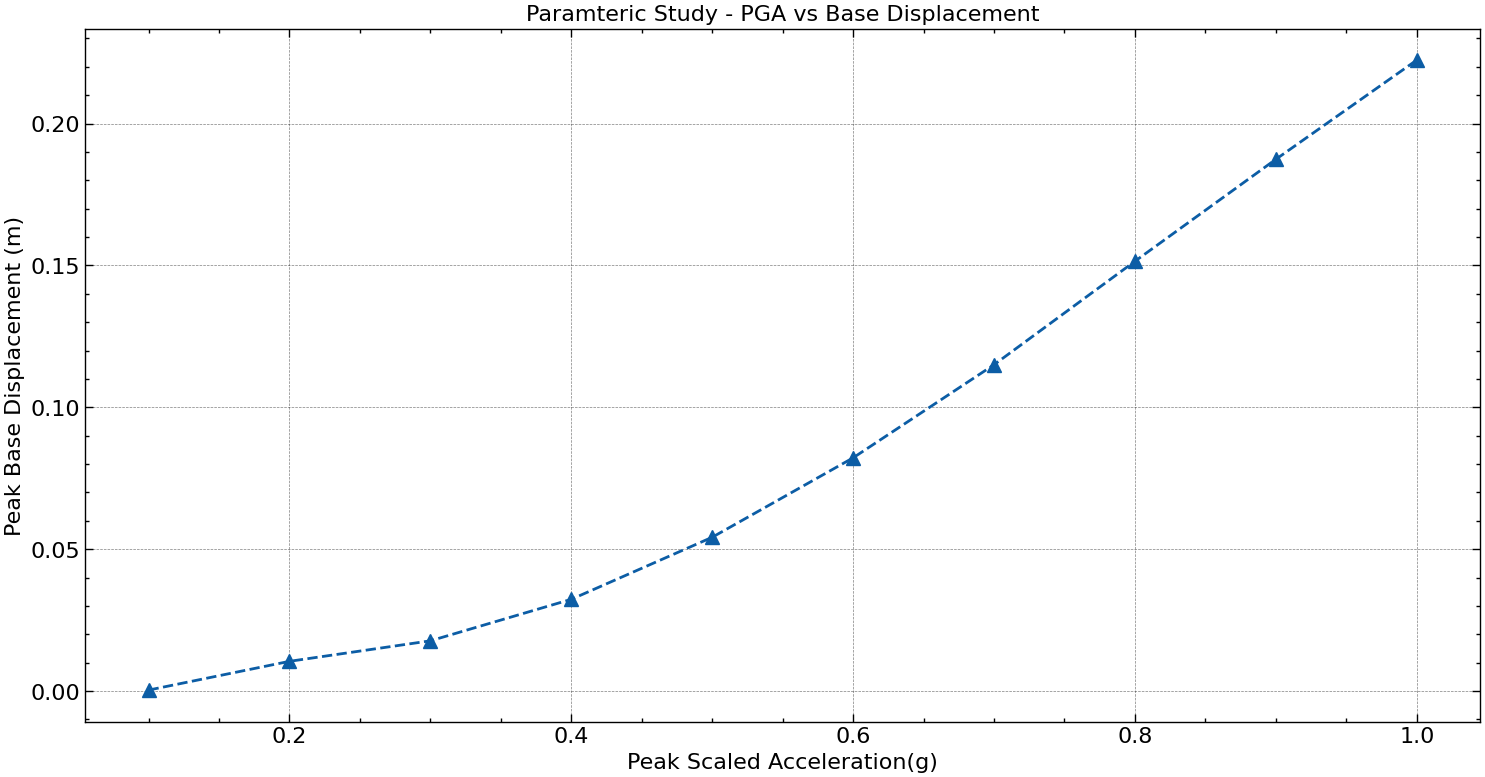 Paramteric Study - PGA vs Base Displacement
Peak Base Displacement (m)
0.20
0.15
0.10
0.05
0.00
0.2 0.4 0.6 0.8 1.0
Peak Scaled Acceleration(g)